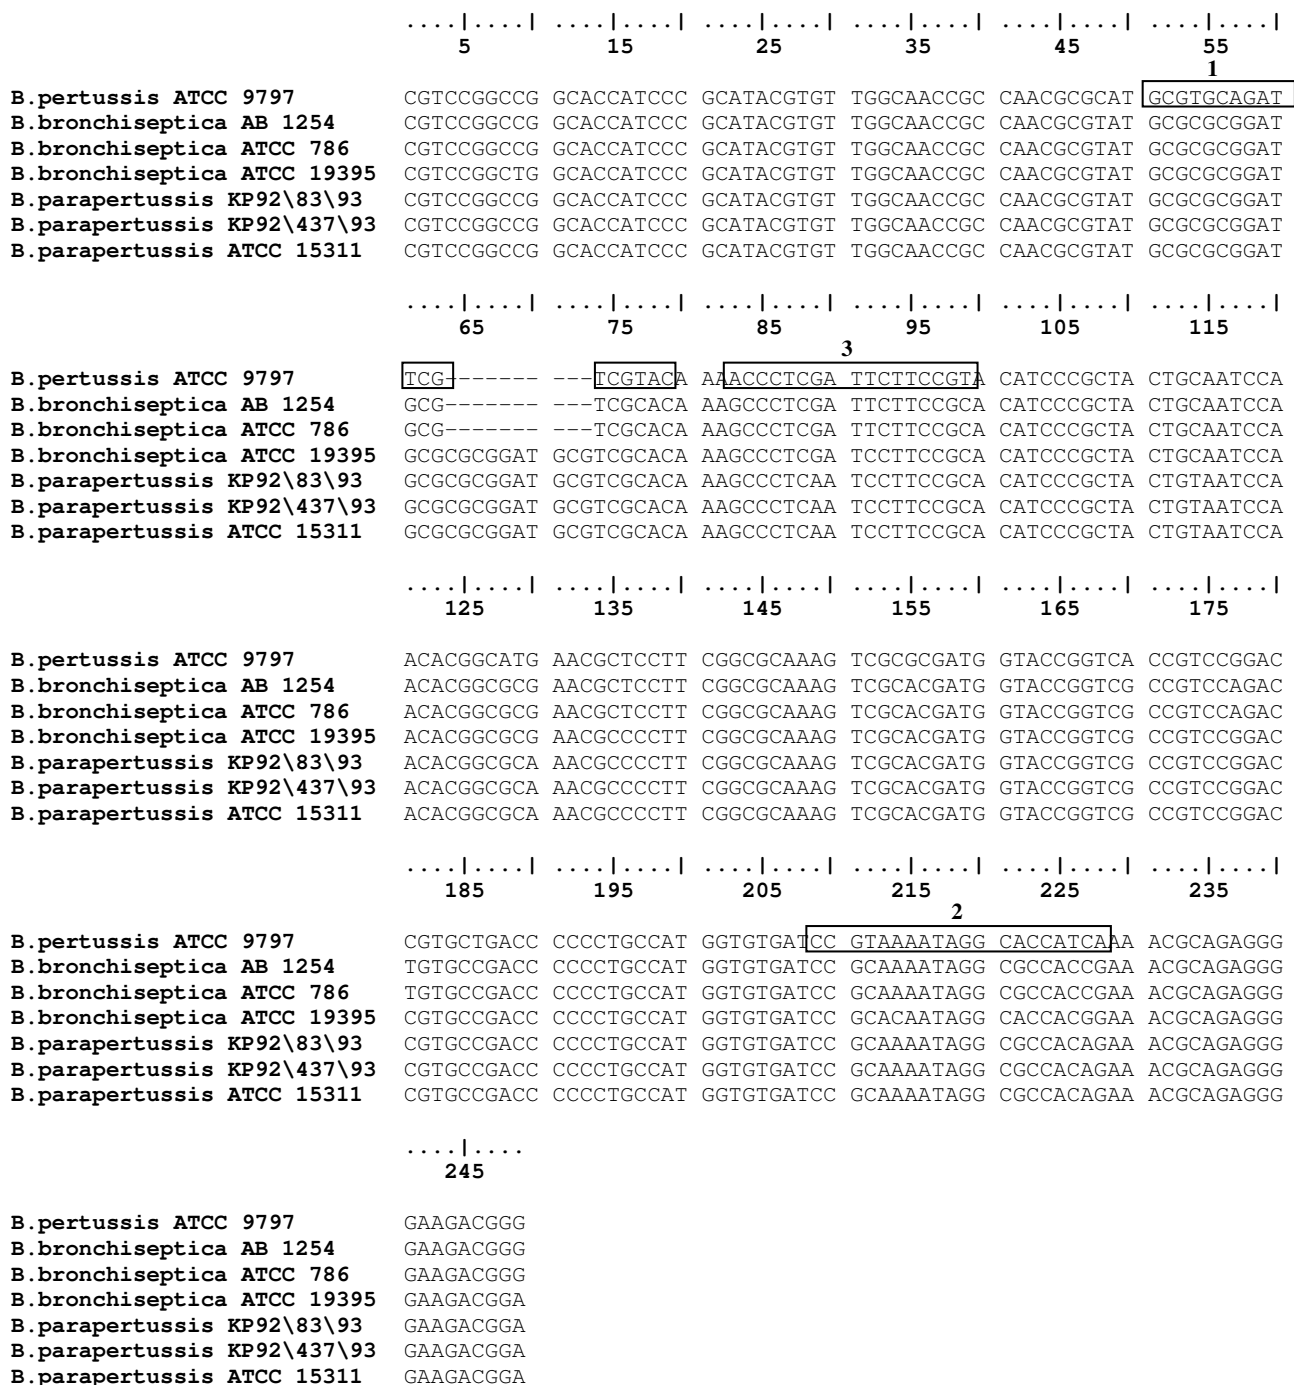 ....|....| ....|....| ....|....| ....|....| ....|....| ....|....|
5 15 25 35 45 55
1
B.pertussis ATCC 9797 CGTCCGGCCG GCACCATCCC GCATACGTGT TGGCAACCGC CAACGCGCAT GCGTGCAGAT
B.bronchiseptica AB 1254 CGTCCGGCCG GCACCATCCC GCATACGTGT TGGCAACCGC CAACGCGTAT GCGCGCGGAT
B.bronchiseptica ATCC 786 CGTCCGGCCG GCACCATCCC GCATACGTGT TGGCAACCGC CAACGCGTAT GCGCGCGGAT
B.bronchiseptica ATCC 19395 CGTCCGGCTG GCACCATCCC GCATACGTGT TGGCAACCGC CAACGCGTAT GCGCGCGGAT
B.parapertussis KP92\83\93 CGTCCGGCCG GCACCATCCC GCATACGTGT TGGCAACCGC CAACGCGTAT GCGCGCGGAT
B.parapertussis KP92\437\93 CGTCCGGCCG GCACCATCCC GCATACGTGT TGGCAACCGC CAACGCGTAT GCGCGCGGAT
B.parapertussis ATCC 15311 CGTCCGGCCG GCACCATCCC GCATACGTGT TGGCAACCGC CAACGCGTAT GCGCGCGGAT
....|....| ....|....| ....|....| ....|....| ....|....| ....|....|
65 75 85 95 105 115
3
B.pertussis ATCC 9797 TCG------- ---TCGTACA AAACCCTCGA TTCTTCCGTA CATCCCGCTA CTGCAATCCA
B.bronchiseptica AB 1254 GCG------- ---TCGCACA AAGCCCTCGA TTCTTCCGCA CATCCCGCTA CTGCAATCCA
B.bronchiseptica ATCC 786 GCG------- ---TCGCACA AAGCCCTCGA TTCTTCCGCA CATCCCGCTA CTGCAATCCA
B.bronchiseptica ATCC 19395 GCGCGCGGAT GCGTCGCACA AAGCCCTCGA TCCTTCCGCA CATCCCGCTA CTGCAATCCA
B.parapertussis KP92\83\93 GCGCGCGGAT GCGTCGCACA AAGCCCTCAA TCCTTCCGCA CATCCCGCTA CTGTAATCCA
B.parapertussis KP92\437\93 GCGCGCGGAT GCGTCGCACA AAGCCCTCAA TCCTTCCGCA CATCCCGCTA CTGTAATCCA
B.parapertussis ATCC 15311 GCGCGCGGAT GCGTCGCACA AAGCCCTCAA TCCTTCCGCA CATCCCGCTA CTGTAATCCA
....|....| ....|....| ....|....| ....|....| ....|....| ....|....|
125 135 145 155 165 175
B.pertussis ATCC 9797 ACACGGCATG AACGCTCCTT CGGCGCAAAG TCGCGCGATG GTACCGGTCA CCGTCCGGAC
B.bronchiseptica AB 1254 ACACGGCGCG AACGCTCCTT CGGCGCAAAG TCGCACGATG GTACCGGTCG CCGTCCAGAC
B.bronchiseptica ATCC 786 ACACGGCGCG AACGCTCCTT CGGCGCAAAG TCGCACGATG GTACCGGTCG CCGTCCAGAC
B.bronchiseptica ATCC 19395 ACACGGCGCG AACGCCCCTT CGGCGCAAAG TCGCACGATG GTACCGGTCG CCGTCCGGAC
B.parapertussis KP92\83\93 ACACGGCGCA AACGCCCCTT CGGCGCAAAG TCGCACGATG GTACCGGTCG CCGTCCGGAC
B.parapertussis KP92\437\93 ACACGGCGCA AACGCCCCTT CGGCGCAAAG TCGCACGATG GTACCGGTCG CCGTCCGGAC
B.parapertussis ATCC 15311 ACACGGCGCA AACGCCCCTT CGGCGCAAAG TCGCACGATG GTACCGGTCG CCGTCCGGAC
....|....| ....|....| ....|....| ....|....| ....|....| ....|....|
185 195 205 215 225 235
2
B.pertussis ATCC 9797 CGTGCTGACC CCCCTGCCAT GGTGTGATCC GTAAAATAGG CACCATCAAA ACGCAGAGGG
B.bronchiseptica AB 1254 TGTGCCGACC CCCCTGCCAT GGTGTGATCC GCAAAATAGG CGCCACCGAA ACGCAGAGGG
B.bronchiseptica ATCC 786 TGTGCCGACC CCCCTGCCAT GGTGTGATCC GCAAAATAGG CGCCACCGAA ACGCAGAGGG
B.bronchiseptica ATCC 19395 CGTGCCGACC CCCCTGCCAT GGTGTGATCC GCACAATAGG CACCACGGAA ACGCAGAGGG
B.parapertussis KP92\83\93 CGTGCCGACC CCCCTGCCAT GGTGTGATCC GCAAAATAGG CGCCACAGAA ACGCAGAGGG
B.parapertussis KP92\437\93 CGTGCCGACC CCCCTGCCAT GGTGTGATCC GCAAAATAGG CGCCACAGAA ACGCAGAGGG
B.parapertussis ATCC 15311 CGTGCCGACC CCCCTGCCAT GGTGTGATCC GCAAAATAGG CGCCACAGAA ACGCAGAGGG
....|....
245
B.pertussis ATCC 9797 GAAGACGGG
B.bronchiseptica AB 1254 GAAGACGGG
B.bronchiseptica ATCC 786 GAAGACGGG
B.bronchiseptica ATCC 19395 GAAGACGGA
B.parapertussis KP92\83\93 GAAGACGGA
B.parapertussis KP92\437\93 GAAGACGGA
B.parapertussis ATCC 15311 GAAGACGGA